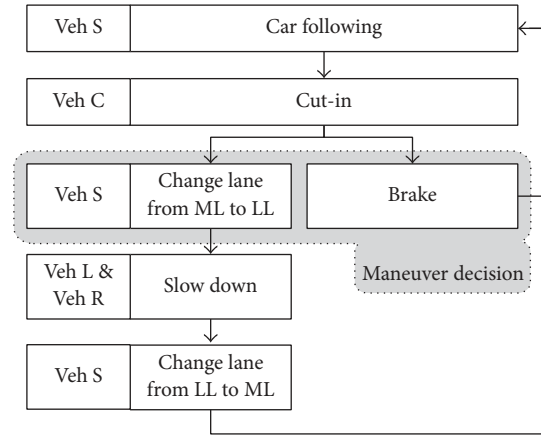 Veh S
Car following
Veh C
Cut-in
Veh S
Change lane
from ML to LL
Brake
Maneuver decision
Veh L &
Veh R
Slow down
Veh S
Change lane
from LL to ML